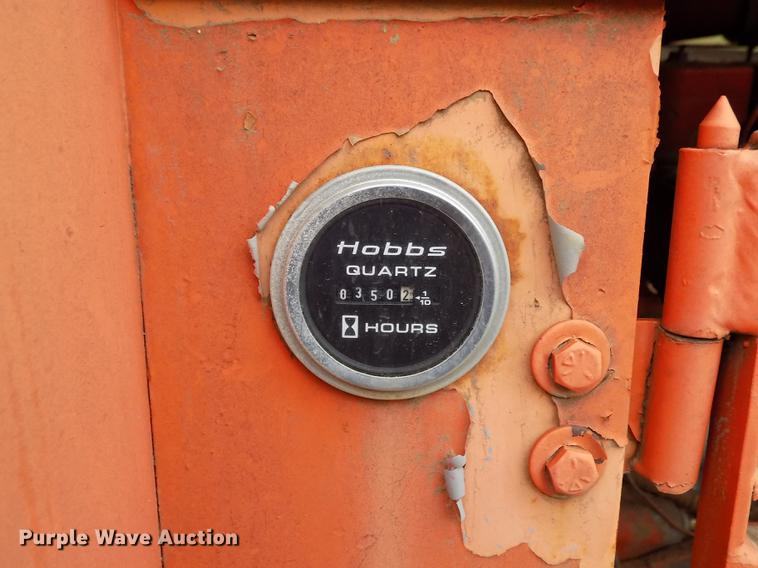 Hobbs
QUARTZ
03502 ◄ 1/10
HOURS
Purple Wave Auction